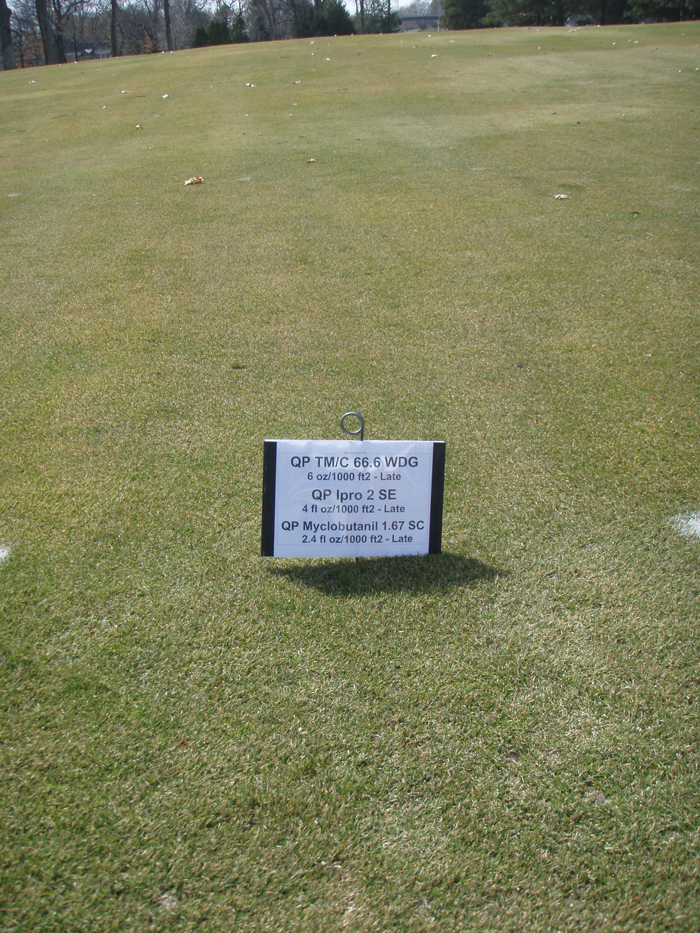 QP TM/C 66.6 WDG
6 oz/1000 ft2 - Late
QP Ipro 2 SE
4 fl oz/1000 ft2 - Late
QP Myclobutanil 1.67 SC
2.4 fl oz/1000 ft2 - Late